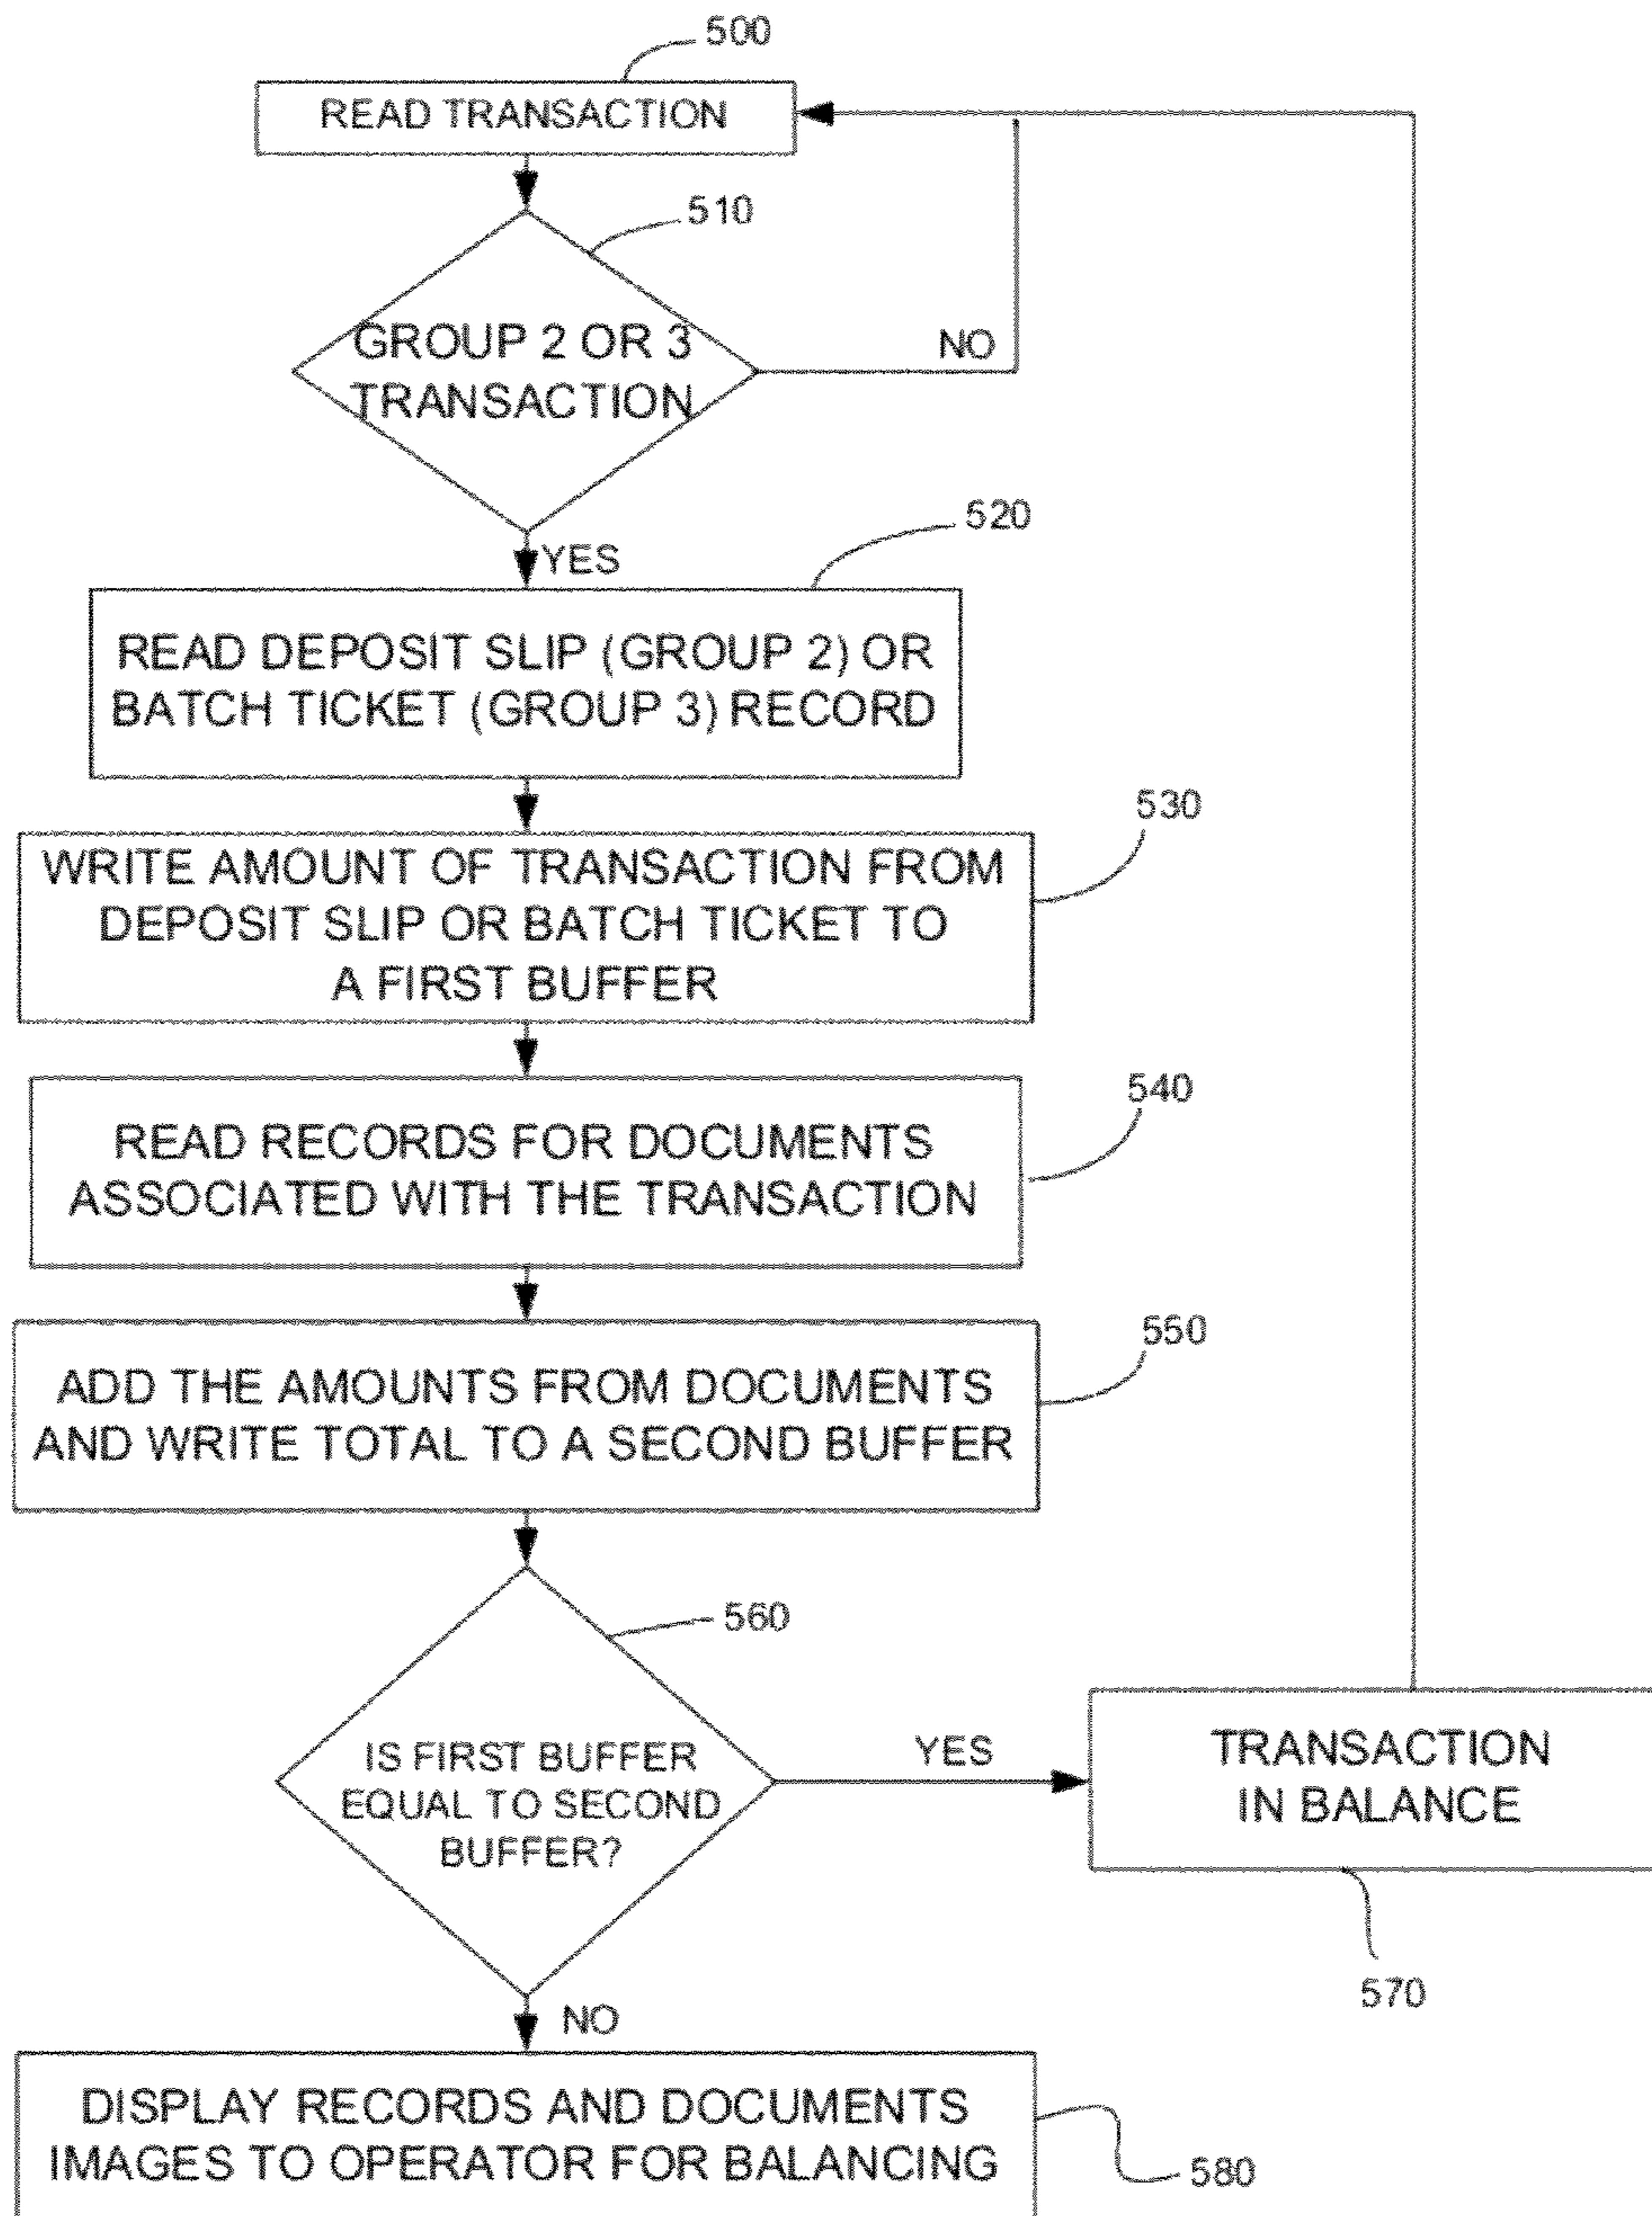 500
READ TRANSACTION
510
GROUP 2 OR 3
TRANSACTION
NO
520
YES
READ DEPOSIT SLIP (GROUP 2) OR
BATCH TICKET (GROUP 3) RECORD
530
WRITE AMOUNT OF TRANSACTION FROM
DEPOSIT SLIP OR BATCH TICKET TO
A FIRST BUFFER
540
READ RECORDS FOR DOCUMENTS
ASSOCIATED WITH THE TRANSACTION
550
ADD THE AMOUNTS FROM DOCUMENTS
AND WRITE TOTAL TO A SECOND BUFFER
560
IS FIRST BUFFER
EQUAL TO SECOND
BUFFER?
YES
TRANSACTION
IN BALANCE
570
NO
DISPLAY RECORDS AND DOCUMENTS
IMAGES TO OPERATOR FOR BALANCING
580